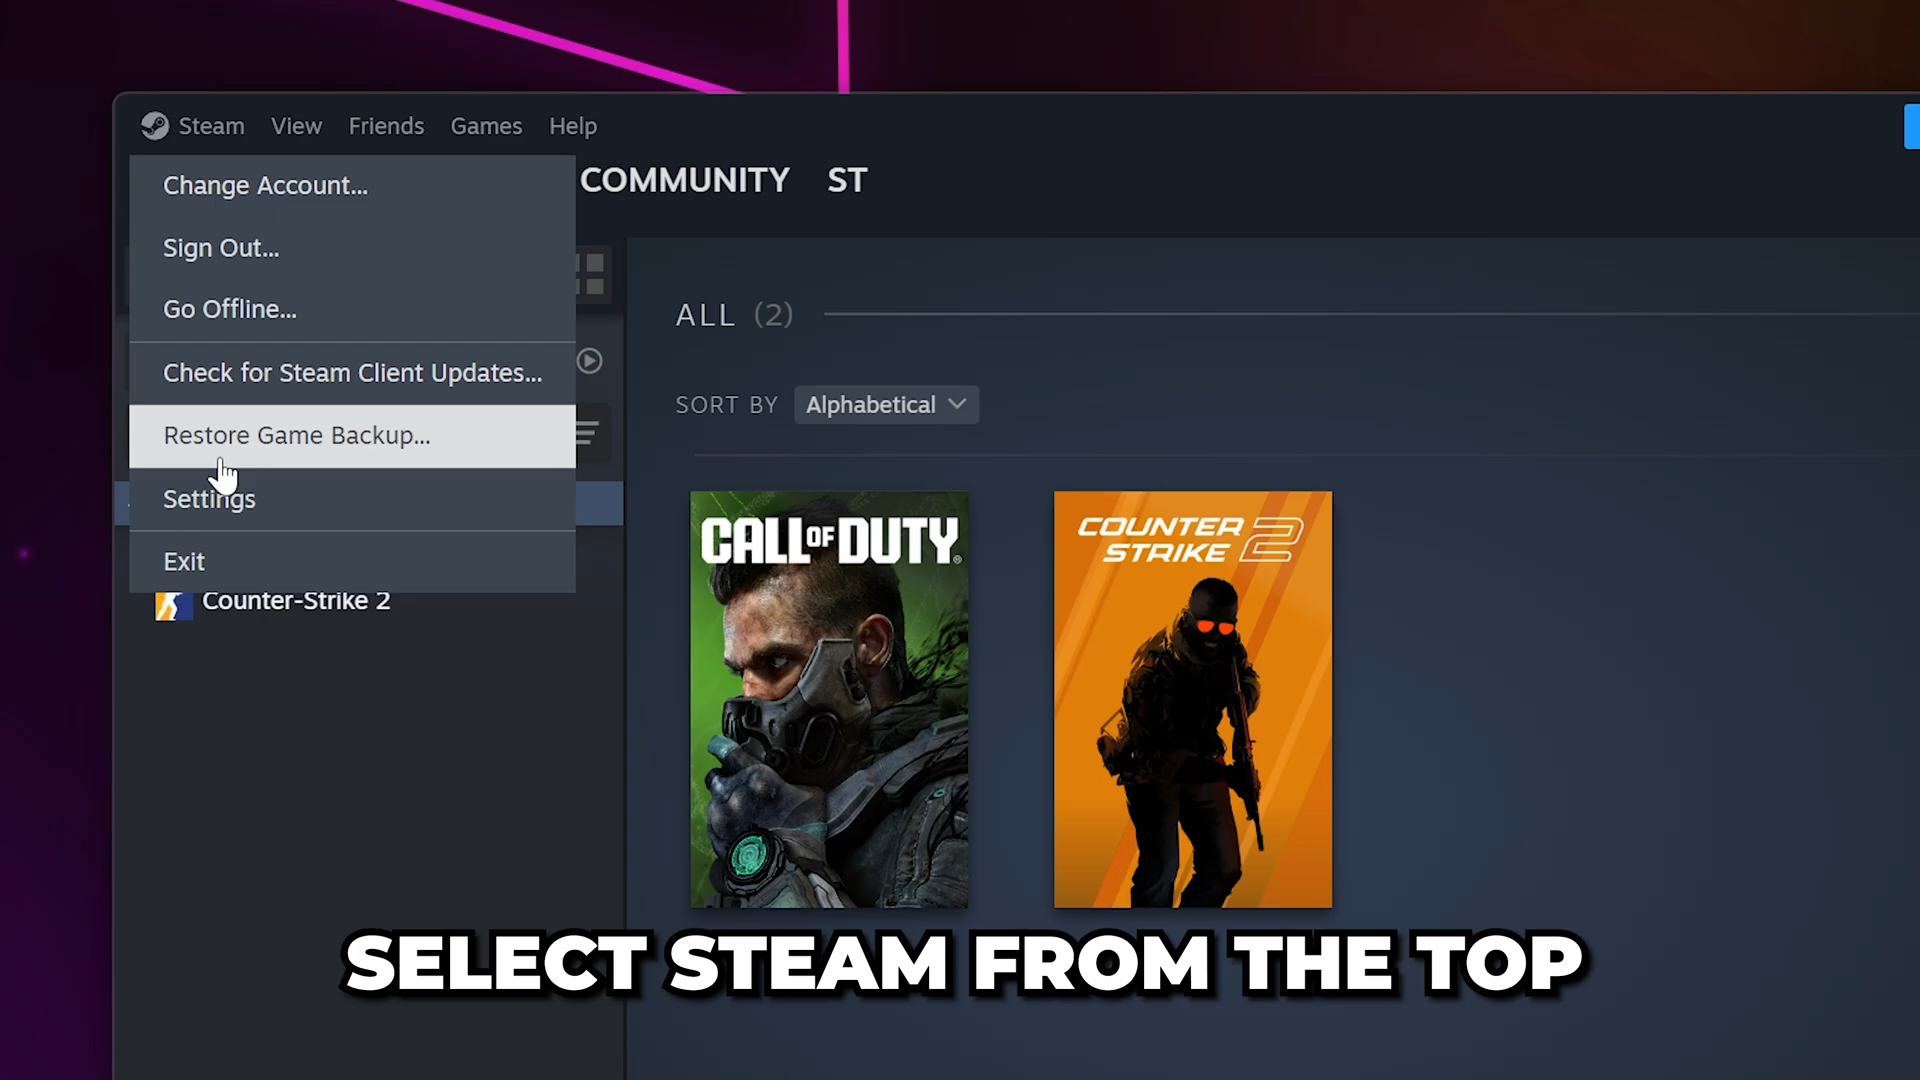 Steam View Friends Games Help
Change Account...
Sign Out...
Go Offline...
Check for Steam Client Updates...
Restore Game Backup...
Settings
Exit
Counter-Strike 2
COMMUNITY ST
ALL (2)
SORT BY Alphabetical
CALL OF DUTY®
COUNTER
STRIKE 2
SELECT STEAM FROM THE TOP